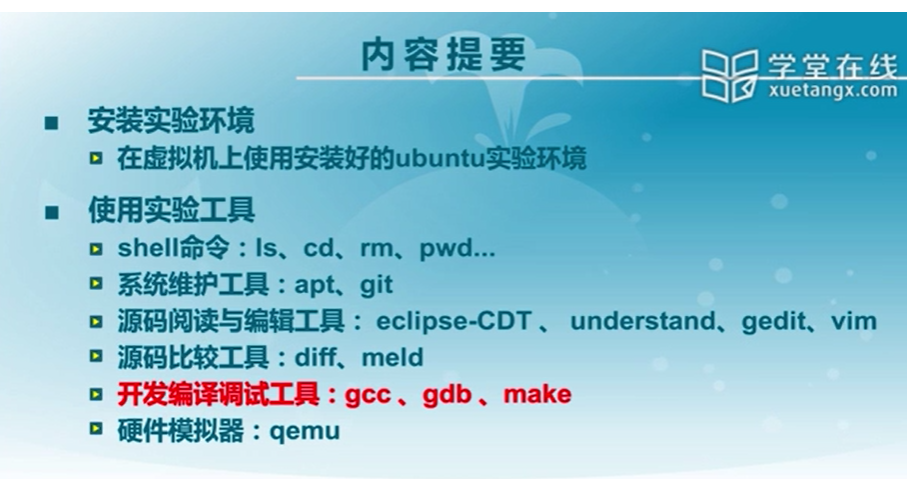 内容提要
学堂在线
xuetangx.com
安装实验环境
在虚拟机上使用安装好的ubuntu实验环境
使用实验工具
shell命令：ls、cd、rm、pwd...
系统维护工具：apt、git
源码阅读与编辑工具： eclipse-CDT 、 understand、gedit、vim
源码比较工具：diff、meld
开发编译调试工具：gcc 、gdb 、make
硬件模拟器：qemu